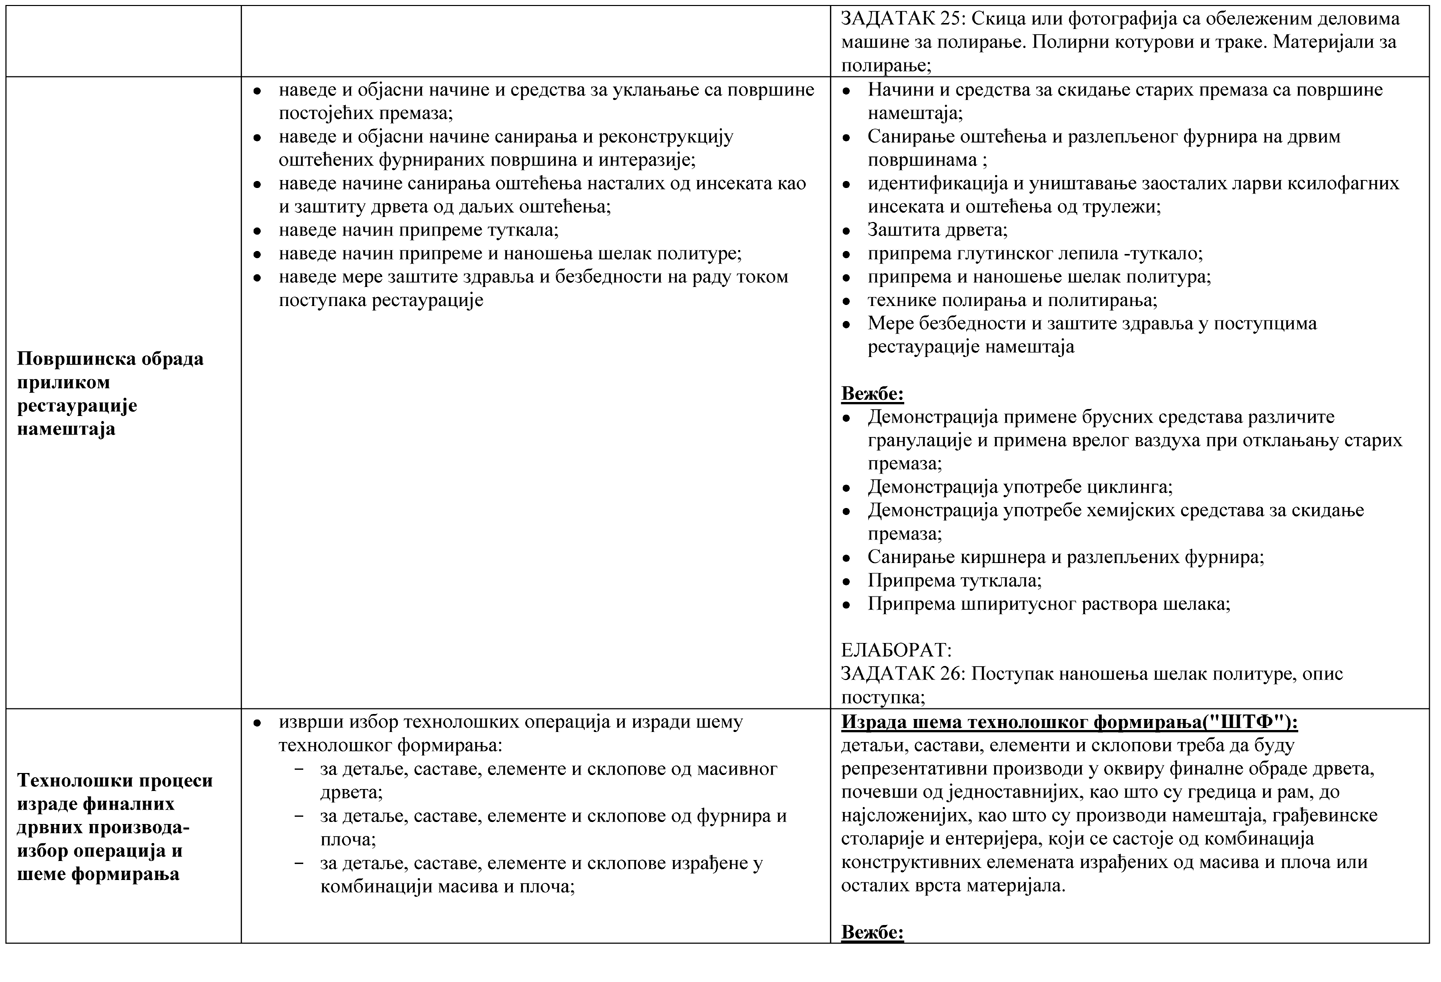 ЗАДАТАК 25: Скица или фотографија са обележеним деловима
машине за полирање. Полирни котурови и траке. Материјали за
полирање;
Површинска обрада
приликом
рестаурације
намештаја
● наведе и објасни начине и средства за уклањање са површине
постојећих премаза;
● наведе и објасни начине санирања и реконструкцију
оштећених фурнираних површина и интеразије;
● наведе начине санирања оштећења насталих од инсеката као
и заштиту дрвета од даљих оштећења;
● наведе начин припреме туткала;
● наведе начин припреме и наношења шелак политуре;
● наведе мере заштите здравља и безбедности на раду током
поступака рестаурације
● Начини и средства за скидање старих премаза са површине
намештаја;
● Санирање оштећења и разлепљеног фурнира на дрвим
површинама ;
● идентификација и уништавање заосталих ларви ксилофагних
инсеката и оштећења од трулежи;
● Заштита дрвета;
● припрема глутинског лепила -туткало;
● припрема и наношење шелак политура;
● технике полирања и политирања;
● Мере безбедности и заштите здравља у поступцима
рестаурације намештаја
Вежбе:
● Демонстрација примене брусних средстава различите
гранулације и примена врелог ваздуха при отклањању старих
премаза;
● Демонстрација употребе циклинга;
● Демонстрација употребе хемијских средстава за скидање
премаза;
● Санирање киршнера и разлепљених фурнира;
● Припрема тутклала;
● Припрема шпиритусног раствора шелака;
ЕЛАБОРАТ:
ЗАДАТАК 26: Поступак наношења шелак политуре, опис
поступка;
Технолошки процеси
израде финалних
дрвних производа-
избор операција и
шеме формирања
● изврши избор технолошких операција и изради шему
технолошког формирања:
− за детаље, саставе, елементе и склопове од масивног
дрвета;
− за детаље, саставе, елементе и склопове од фурнира и
плоча;
− за детаље, саставе, елементе и склопове израђене у
комбинацији масива и плоча;
Израда шема технолошког формирања("ШТФ"):
детаљи, састави, елементи и склопови треба да буду
репрезентативни производи у оквиру финалне обраде дрвета,
почевши од једноставнијих, као што су гредица и рам, до
најсложенијих, као што су производи намештаја, грађевинске
столарије и ентеријера, који се састоје од комбинација
конструктивних елемената израђених од масива и плоча или
осталих врста материјала.
Вежбе: